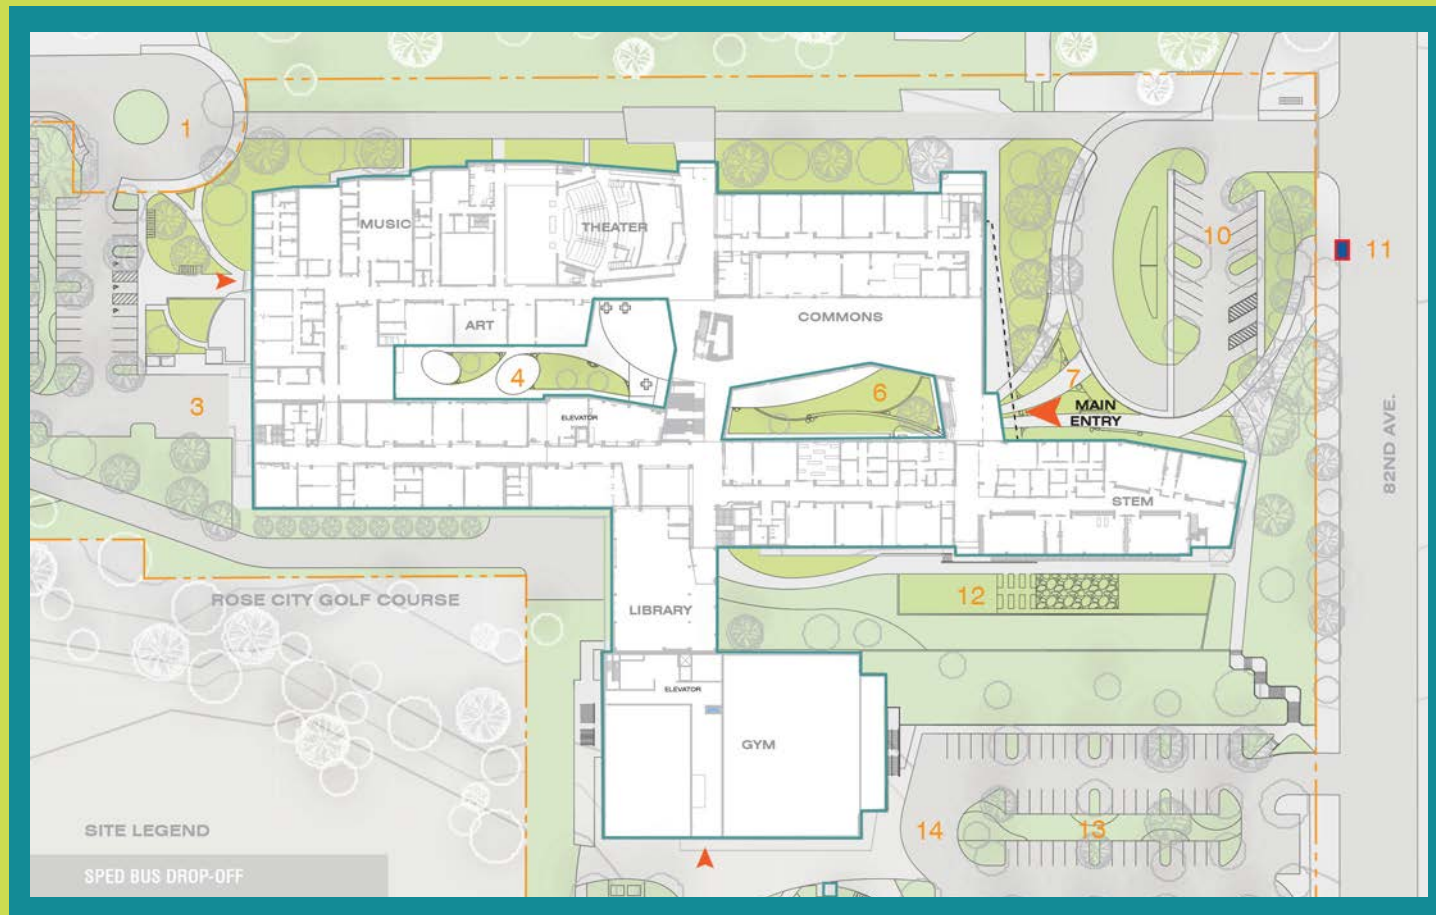 1
MUSIC
THEATER
10
11
ART
COMMONS
3
4
6
7
MAIN
ENTRY
ELEVATOR
82ND AVE.
STEM
ROSE CITY GOLF COURSE
12
LIBRARY
ELEVATOR
GYM
SITE LEGEND
14
13
SPED BUS DROP-OFF
P
P
P